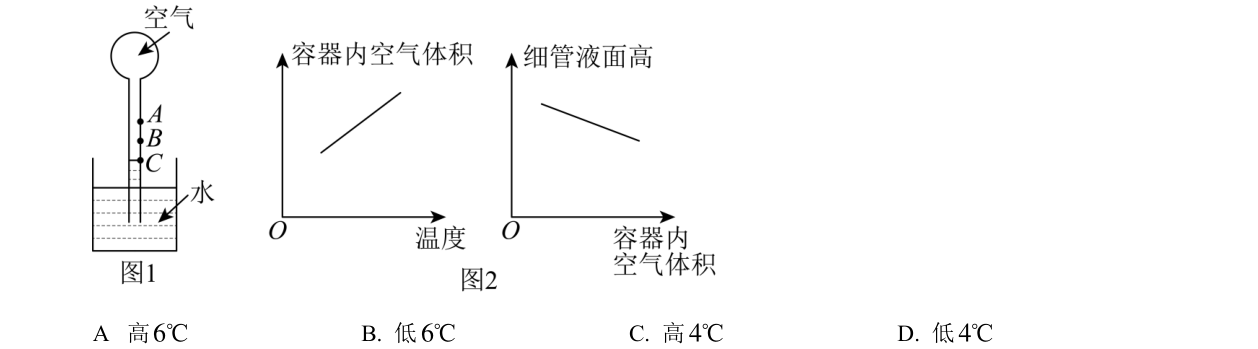 空气
A
B
C
水
图1
容器内空气体积
O
温度
细管液面高
O
容器内
空气体积
图2
A 高6℃ B. 低6℃ C. 高4℃ D. 低4℃